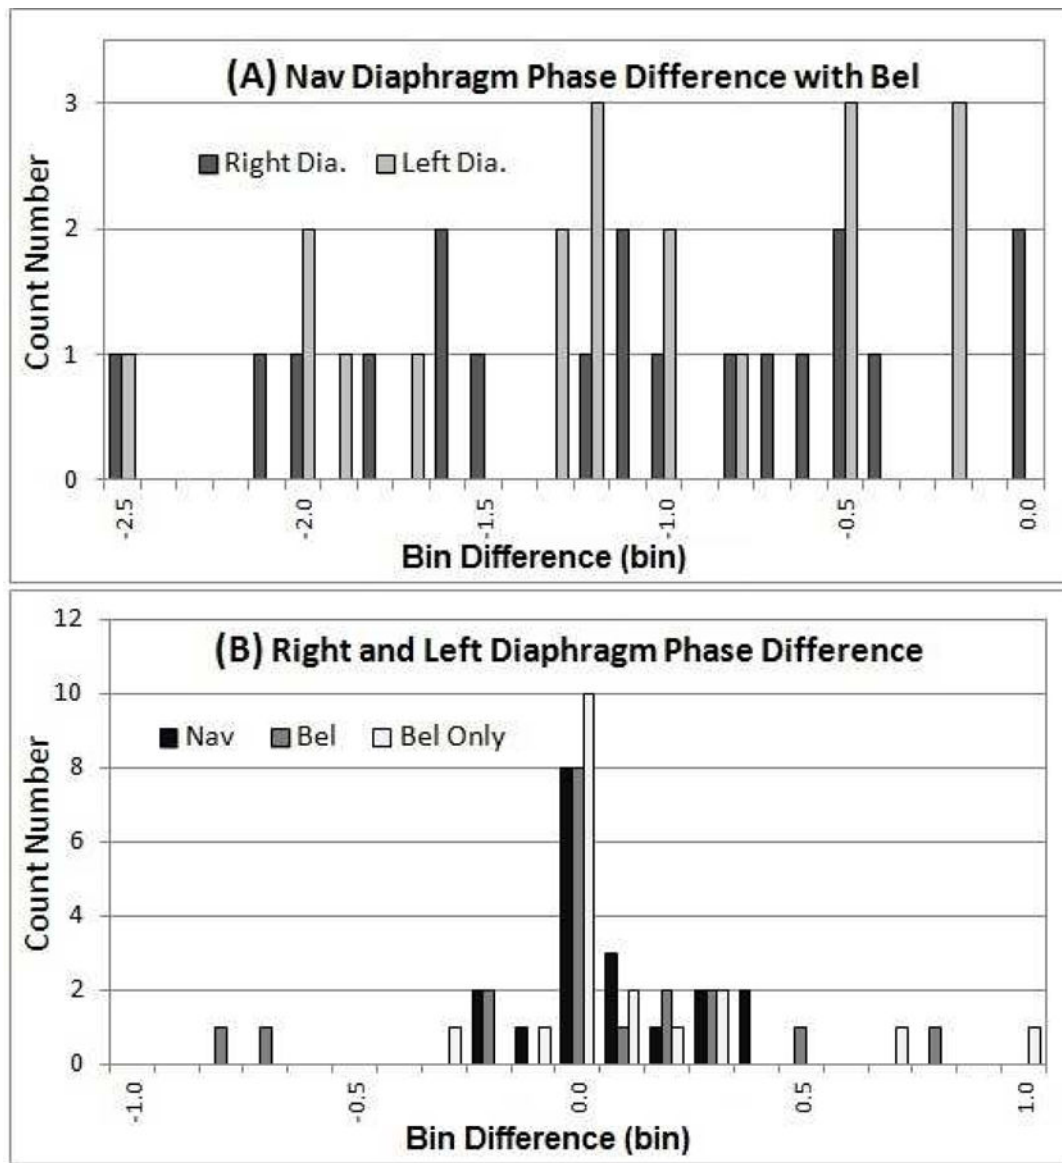 (A) Nav Diaphragm Phase Difference with Bel
3
Right Dia. Left Dia.
2
1
0
Count Number
-2.5 -2.0 -1.5 -1.0 -0.5 0.0
Bin Difference (bin)
12
(B) Right and Left Diaphragm Phase Difference
10
Nav Bel Bel Only
8
6
4
2
0
Count Number
-1.0 -0.5 0.0 0.5 1.0
Bin Difference (bin)